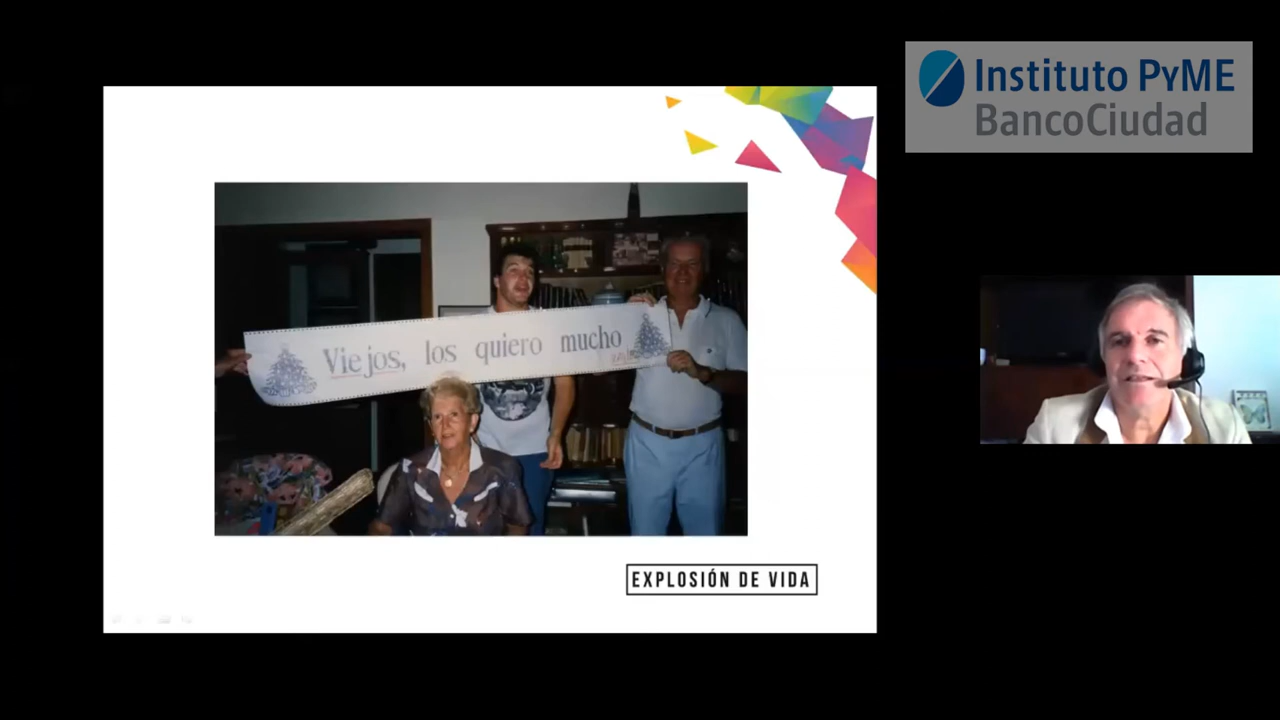 Instituto PyME
BancoCiudad
Viejos, los quiero mucho
EXPLOSIÓN DE VIDA